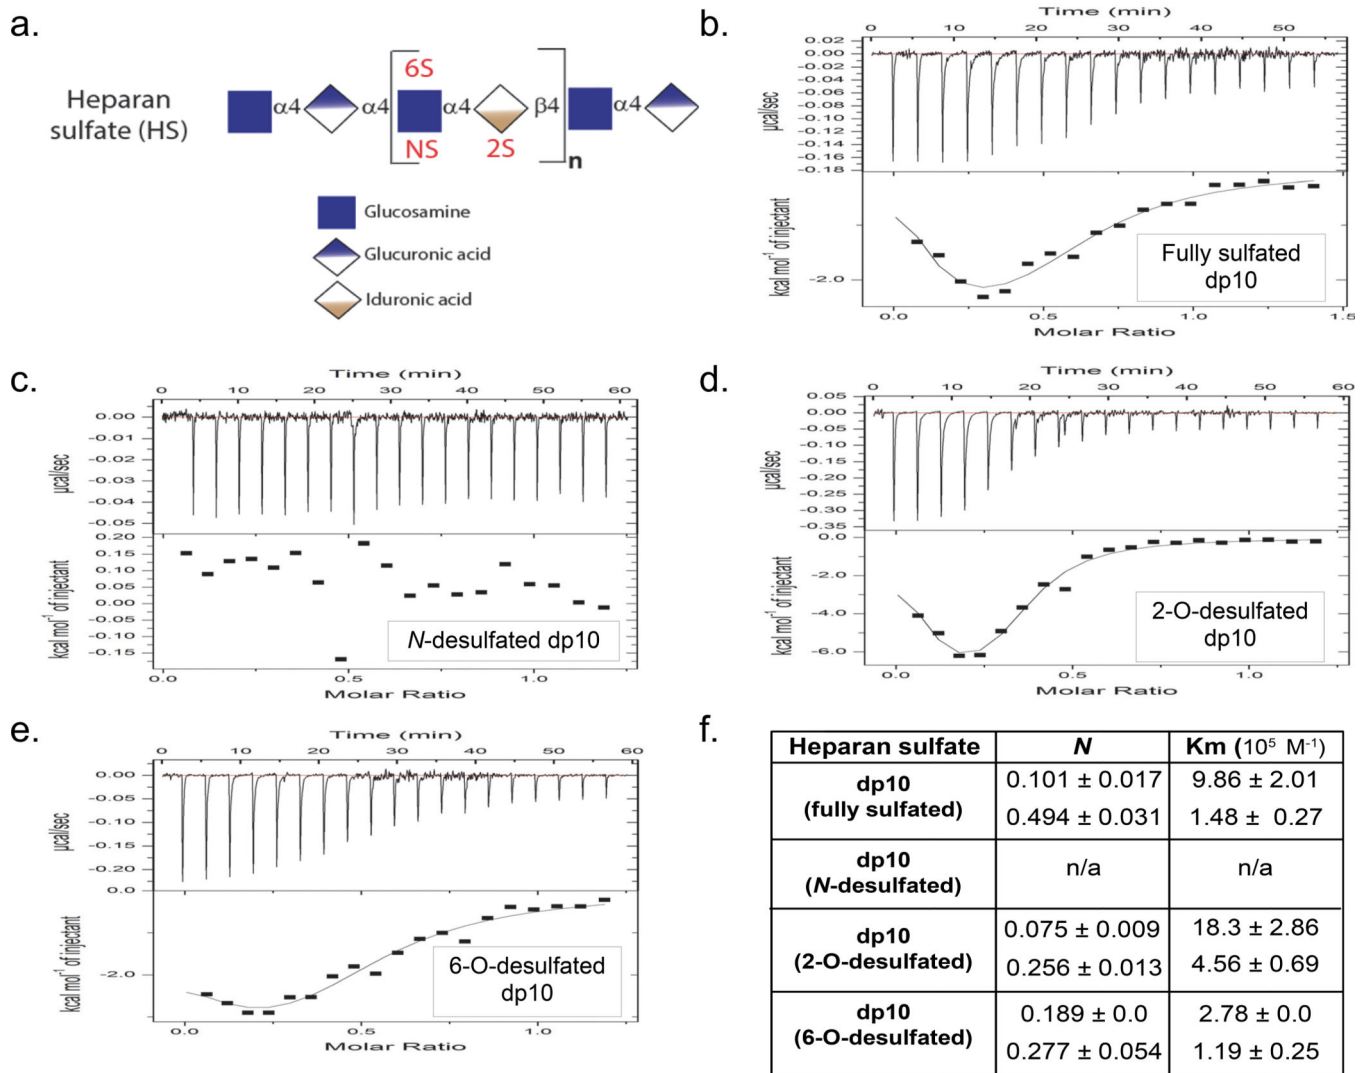 a.
Heparan
sulfate (HS)
α4
α4
6S
NS
α4
2S
β4
n
α4
Glucosamine
Glucuronic acid
Iduronic acid
b.
Time (min)
0 10 20 30 40 50
0.02
0.00
-0.02
-0.04
-0.06
-0.08
-0.10
-0.12
-0.14
-0.16
-0.18
µcal/sec
-2.0
kcal mol⁻¹ of injectant
Fully sulfated
dp10
0.0 0.5 1.0 1.5
Molar Ratio
c.
Time (min)
0 10 20 30 40 50 60
0.00
-0.01
-0.02
-0.03
-0.04
-0.05
µcal/sec
0.20
0.15
0.10
0.05
0.00
-0.05
-0.10
-0.15
kcal mol⁻¹ of injectant
N-desulfated dp10
0.5 1.0
Molar Ratio
d.
Time (min)
0 10 20 30 40 50 60
0.05
0.00
-0.05
-0.10
-0.15
-0.20
-0.25
-0.30
-0.35
µcal/sec
0.0
-2.0
-4.0
-6.0
kcal mol⁻¹ of injectant
2-O-desulfated
dp10
0.0 0.5 1.0
Molar Ratio
e.
Time (min)
0 10 20 30 40 50 60
0.00
-0.05
-0.10
-0.15
-0.20
µcal/sec
0.0
-2.0
kcal mol⁻¹ of injectant
6-O-desulfated
dp10
0.0 0.5 1.0
Molar Ratio
f.
Heparan sulfate N Km (10⁵ M⁻¹)
dp10
(fully sulfated)
0.101 ± 0.017 9.86 ± 2.01
0.494 ± 0.031 1.48 ± 0.27
dp10
(N-desulfated)
n/a n/a
dp10
(2-O-desulfated)
0.075 ± 0.009 18.3 ± 2.86
0.256 ± 0.013 4.56 ± 0.69
dp10
(6-O-desulfated)
0.189 ± 0.0 2.78 ± 0.0
0.277 ± 0.054 1.19 ± 0.25